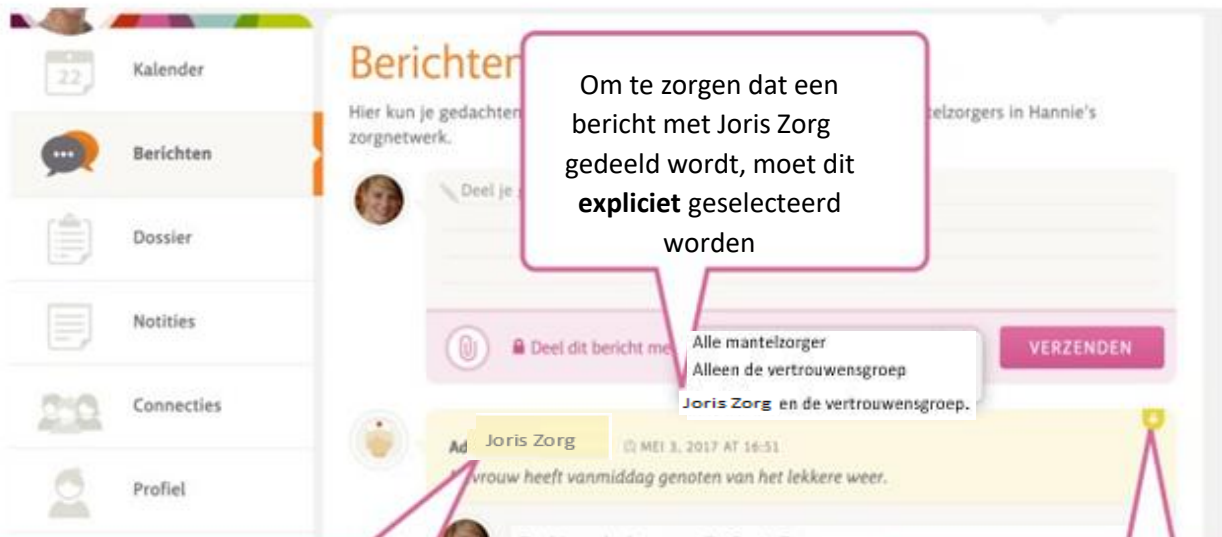 22
Kalender
Berichten
Dossier
Notities
Connecties
Profiel
Berichten
Hier kun je gedachten
telzorgers in Hannie's
zorgnetwerk.
Om te zorgen dat een
bericht met Joris Zorg
gedeeld wordt, moet dit
expliciet geselecteerd
worden
Deel je
Deel dit bericht me
Alle mantelzorger
Alleen de vertrouwensgroep
Joris Zorg en de vertrouwensgroep.
VERZENDEN
Ad Joris Zorg MEI 3, 2017 AT 16:51
vrouw heeft vanmiddag genoten van het lekkere weer.